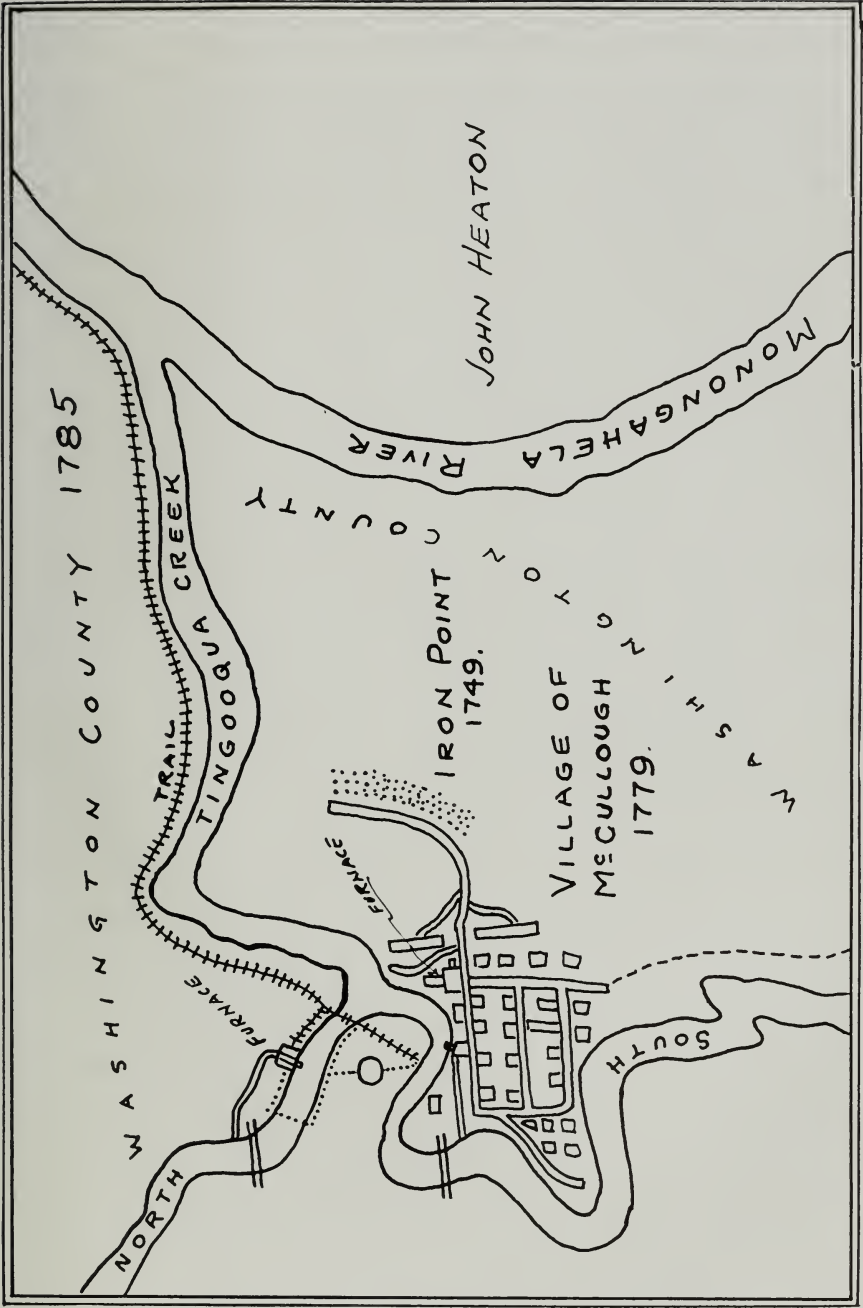 WASHINGTON COUNTY 1785
TRAIL
TINGOOQUA CREEK
NORTH
FURNACE
FURNACE
IRON POINT
1749.
VILLAGE OF
McCULLOUGH
1779.
SOUTH
WASHINGYON COUNTY
MONONGAHELA RIVER
JOHN HEATON